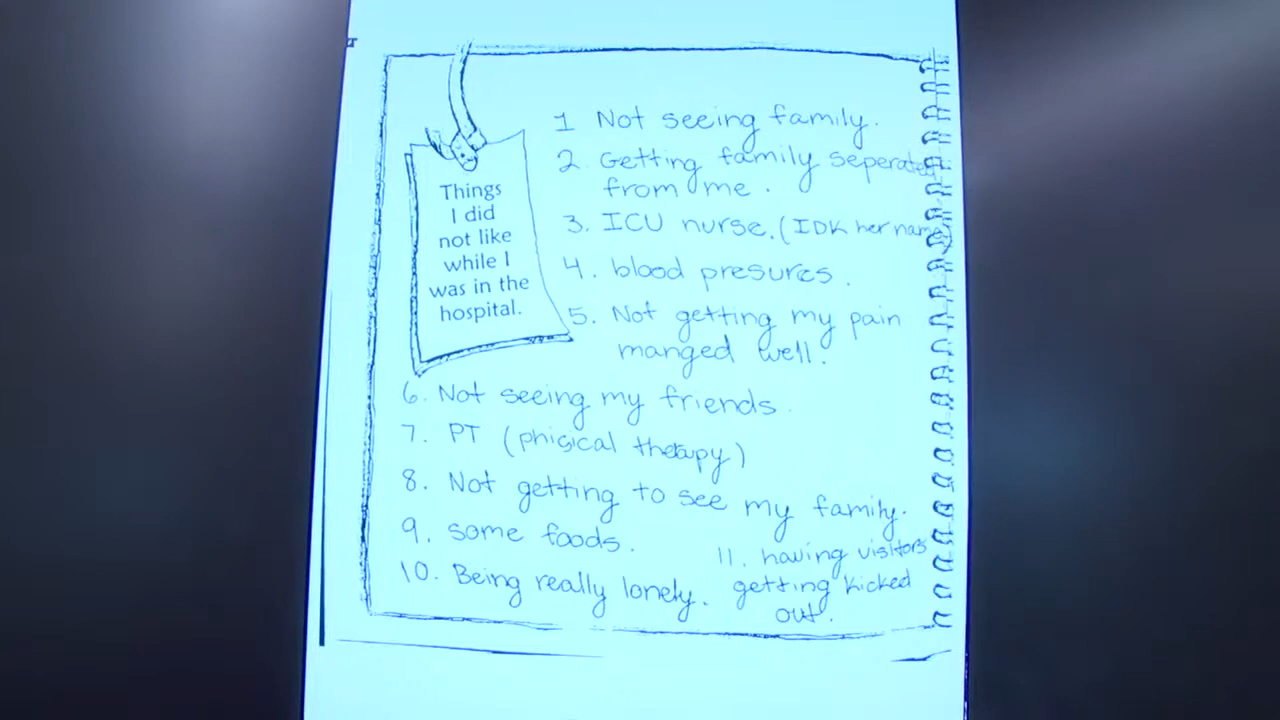 Things
I did
not like
while I
was in the
hospital.
1 Not seeing family.
2. Getting family seperated
from me.
3. ICU nurse. (IDK her name
4. blood presures.
5. Not getting my pain
manged well.
6. Not seeing my friends.
7. PT (phisical therapy)
8. Not getting to see my family.
9. some foods.
10. Being really lonely.
11. having visitors
getting kicked
out.